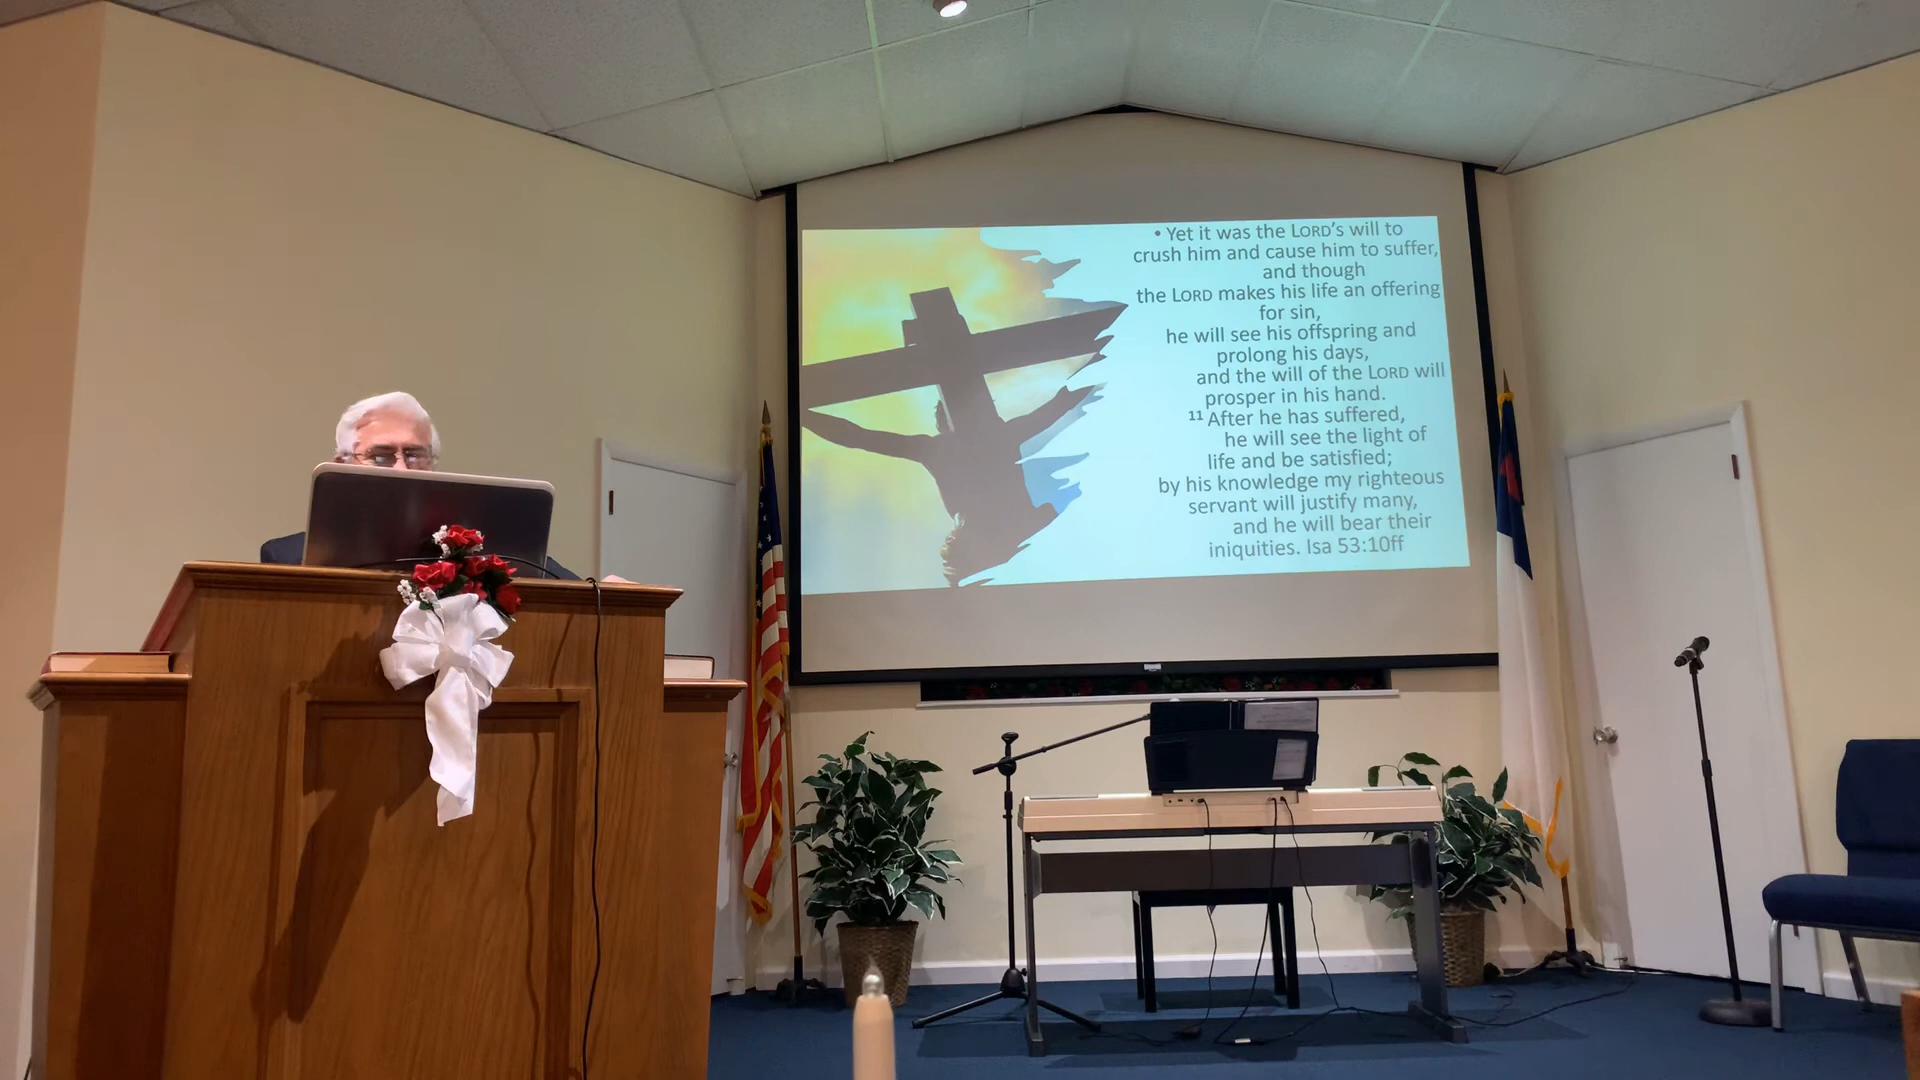 • Yet it was the LORD's will to
crush him and cause him to suffer,
and though
the LORD makes his life an offering
for sin,
he will see his offspring and
prolong his days,
and the will of the LORD will
prosper in his hand.
11 After he has suffered,
he will see the light of
life and be satisfied;
by his knowledge my righteous
servant will justify many,
and he will bear their
iniquities. Isa 53:10ff